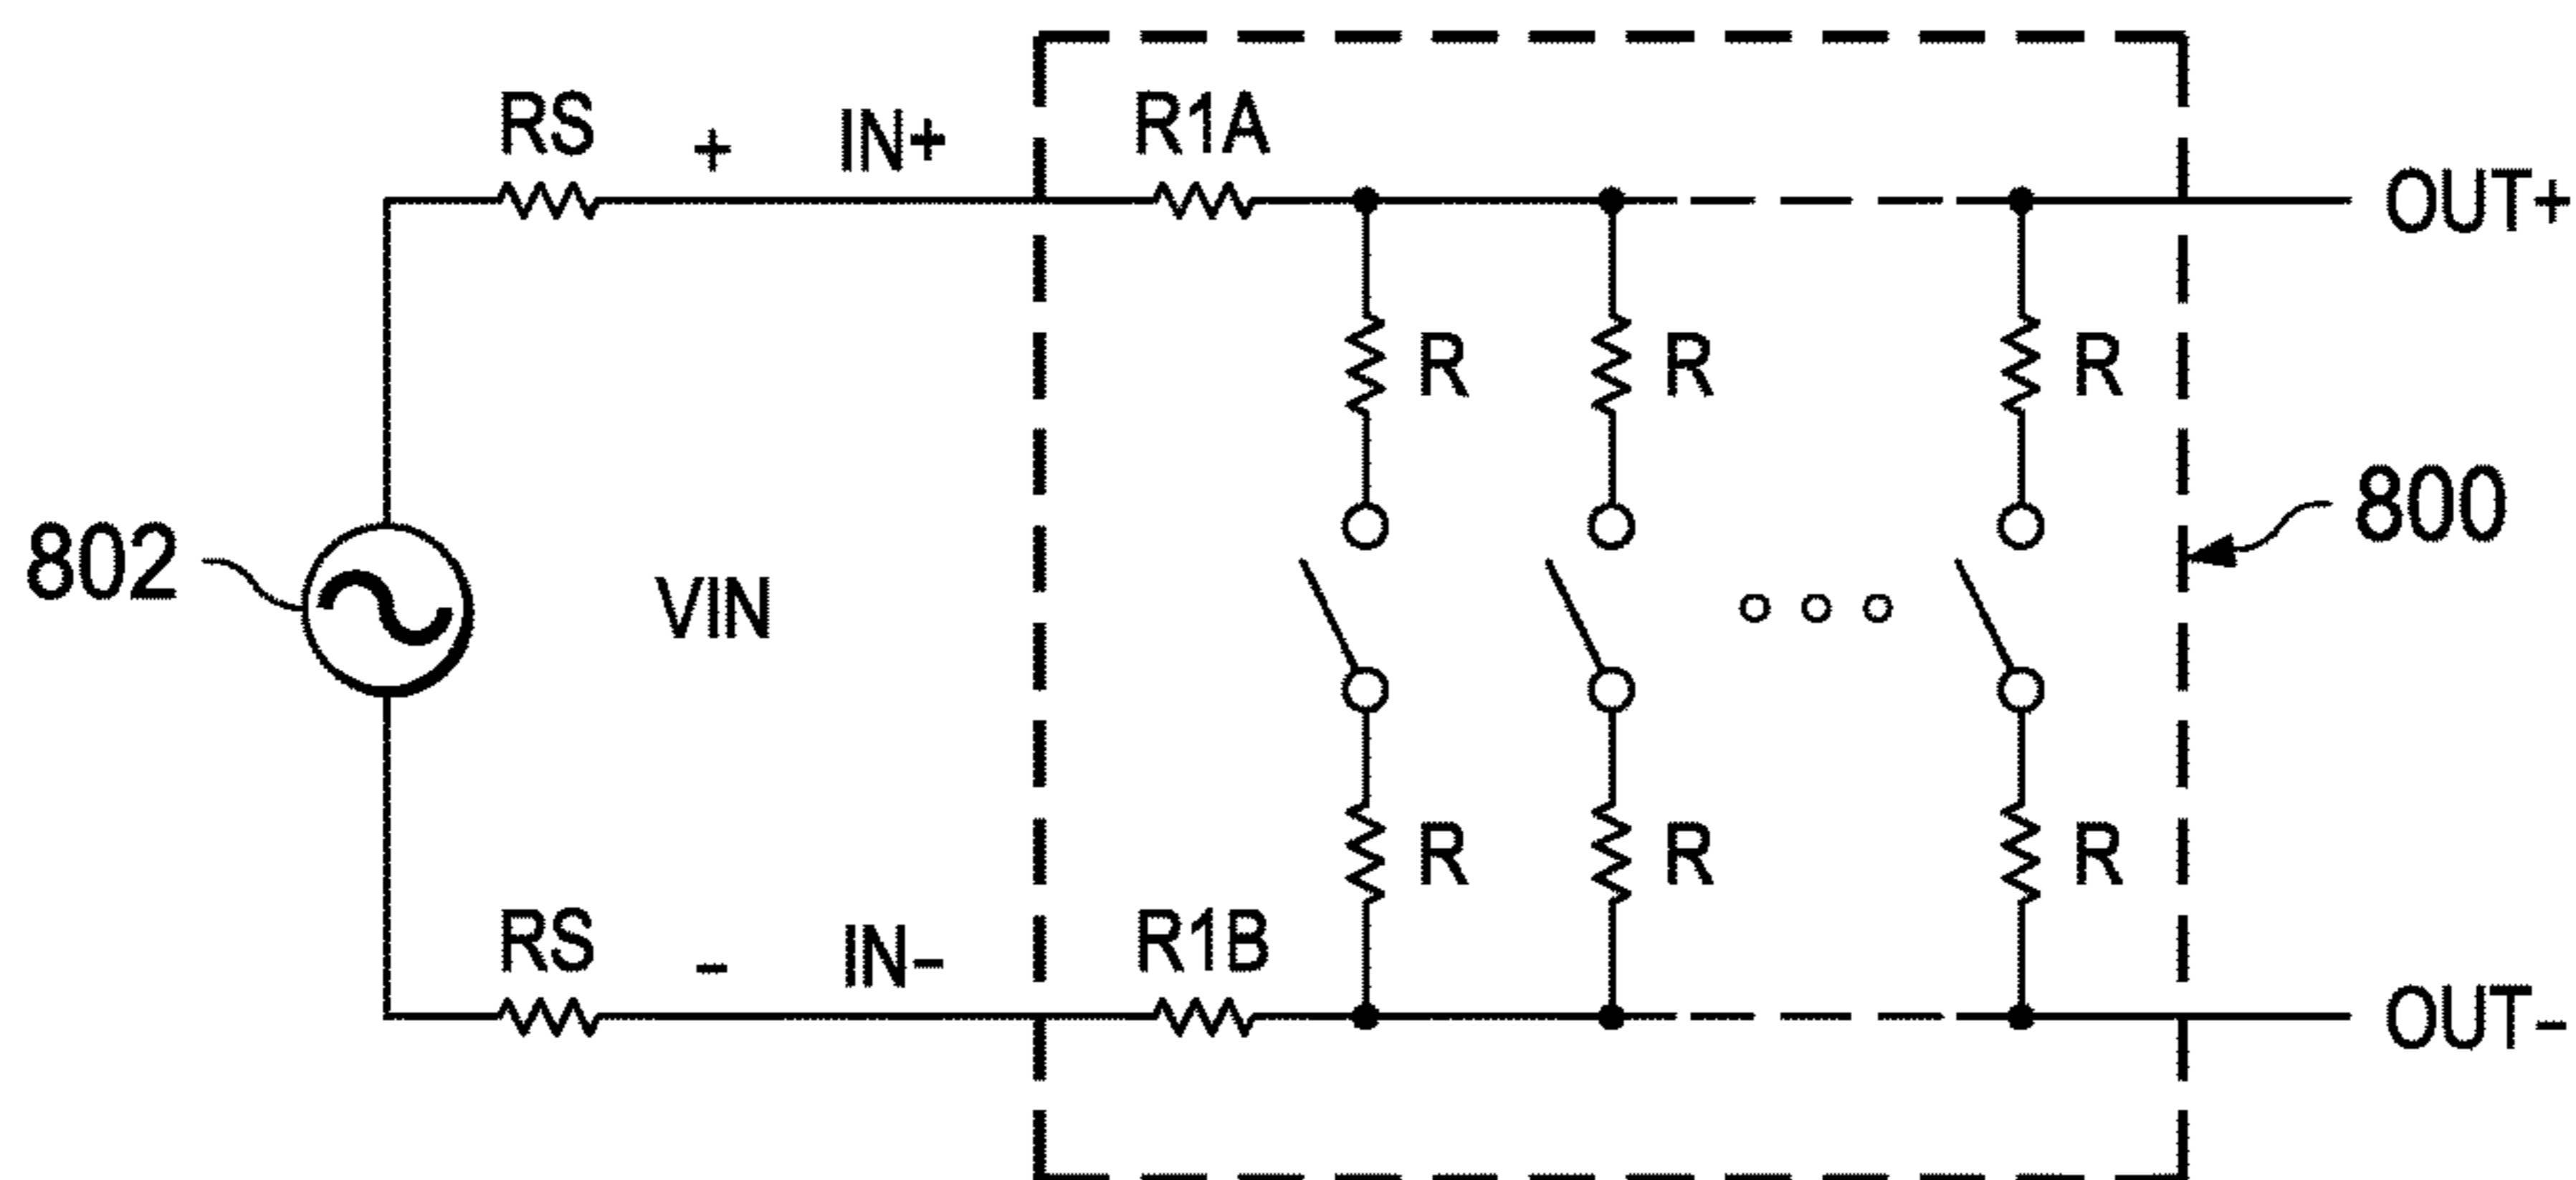 RS + IN+ R1A
OUT+
R R R
800
802 VIN
R R R
RS − IN− R1B
OUT−